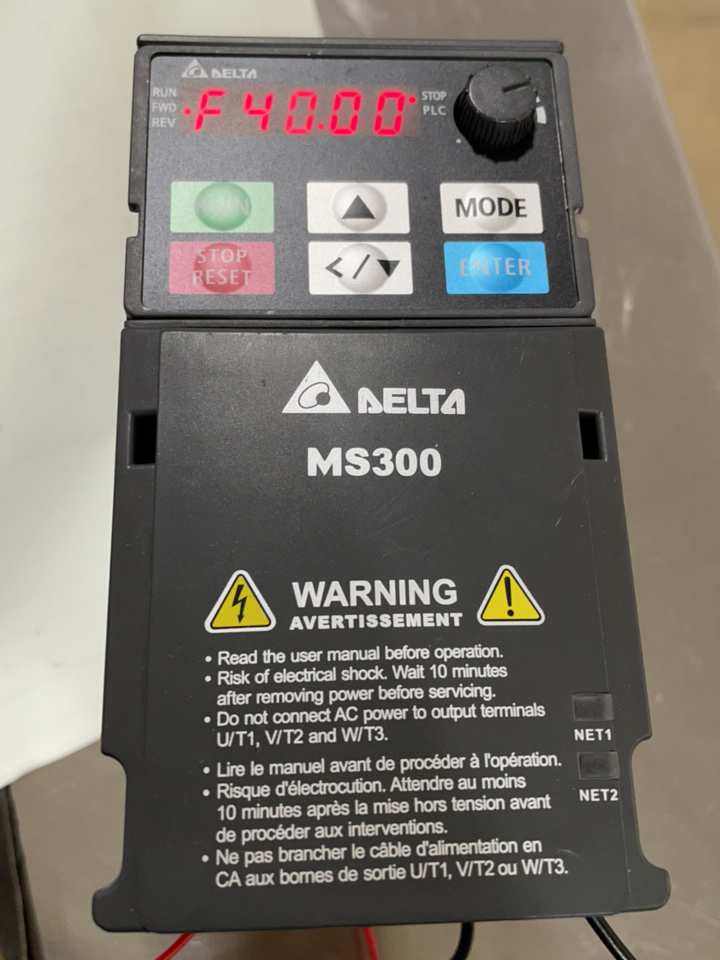 DELTA
RUN
FWD
REV
F40.00
STOP
PLC
RUN
MODE
STOP
RESET
</
ENTER
DELTA
MS300
WARNING
AVERTISSEMENT
• Read the user manual before operation.
• Risk of electrical shock. Wait 10 minutes
after removing power before servicing.
• Do not connect AC power to output terminals
U/T1, V/T2 and W/T3.
• Lire le manuel avant de procéder à l'opération.
• Risque d'électrocution. Attendre au moins
10 minutes après la mise hors tension avant
de procéder aux interventions.
• Ne pas brancher le câble d'alimentation en
CA aux bornes de sortie U/T1, V/T2 ou W/T3.
NET1
NET2